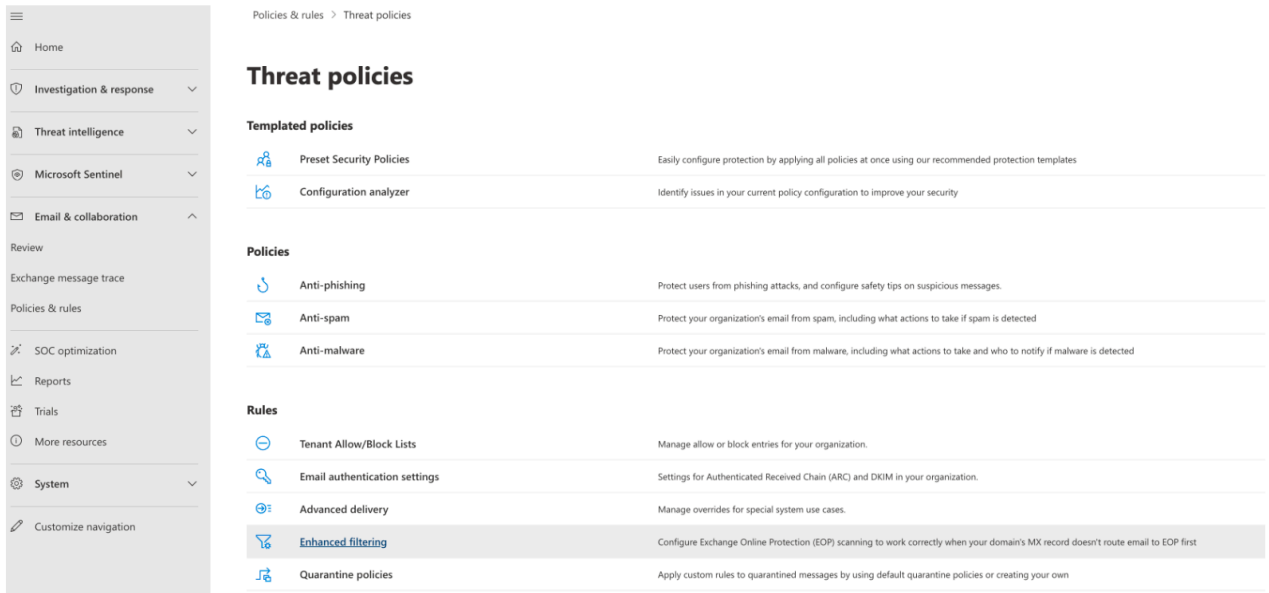 Policies & rules > Threat policies
Home
Investigation & response
Threat intelligence
Microsoft Sentinel
Email & collaboration
Review
Exchange message trace
Policies & rules
SOC optimization
Reports
Trials
More resources
System
Customize navigation
Threat policies
Templated policies
Preset Security Policies Easily configure protection by applying all policies at once using our recommended protection templates
Configuration analyzer Identify issues in your current policy configuration to improve your security
Policies
Anti-phishing Protect users from phishing attacks, and configure safety tips on suspicious messages.
Anti-spam Protect your organization's email from spam, including what actions to take if spam is detected
Anti-malware Protect your organization's email from malware, including what actions to take and who to notify if malware is detected
Rules
Tenant Allow/Block Lists Manage allow or block entries for your organization.
Email authentication settings Settings for Authenticated Received Chain (ARC) and DKIM in your organization.
Advanced delivery Manage overrides for special system use cases.
Enhanced filtering Configure Exchange Online Protection (EOP) scanning to work correctly when your domain's MX record doesn't route email to EOP first
Quarantine policies Apply custom rules to quarantined messages by using default quarantine policies or creating your own